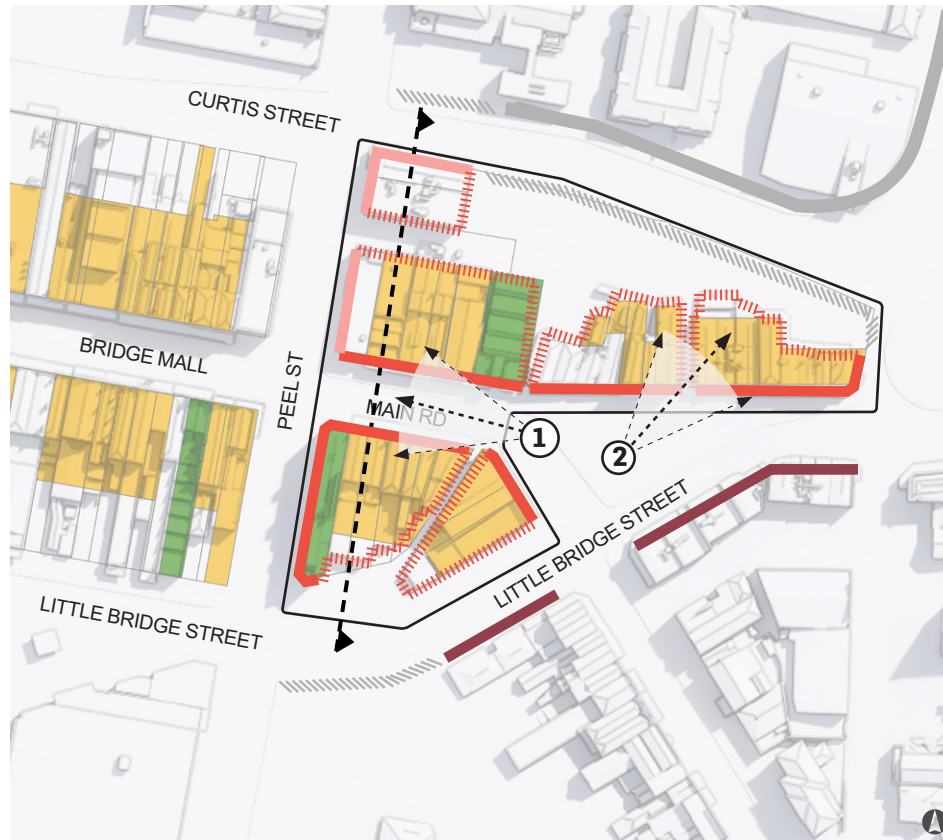 CURTIS STREET
BRIDGE MALL
PEEL ST
MAIN RD
1
2
LITTLE BRIDGE STREET
LITTLE BRIDGE STREET